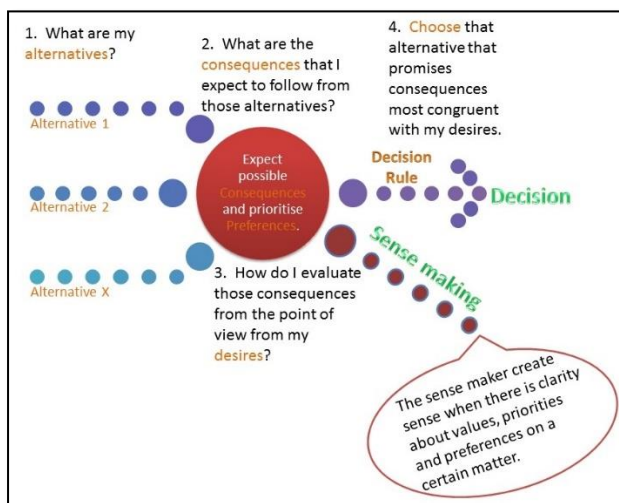 1. What are my
alternatives?
2. What are the
consequences that I
expect to follow from
those alternatives?
4. Choose that
alternative that
promises
consequences
most congruent
with my desires.
Alternative 1
Alternative 2
Alternative X
Expect
possible
Consequences
and prioritise
Preferences.
Decision
Rule
Decision
Sense making
3. How do I evaluate
those consequences
from the point of
view from my
desires?
The sense maker create
sense when there is clarity
about values, priorities
and preferences on a
certain matter.